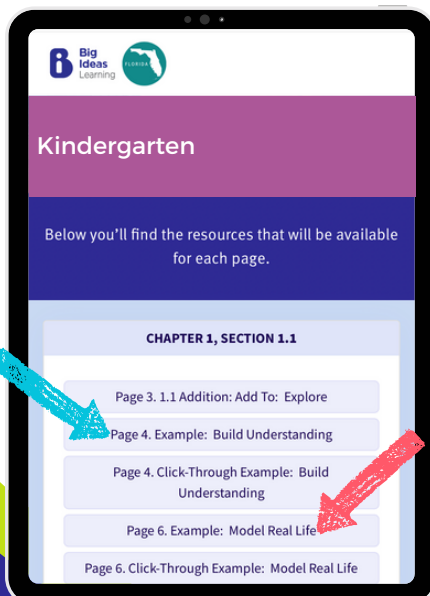 Big
Ideas
Learning
FLORIDA
Kindergarten
Below you'll find the resources that will be available
for each page.
CHAPTER 1, SECTION 1.1
Page 3. 1.1 Addition: Add To: Explore
Page 4. Example: Build Understanding
Page 4. Click-Through Example: Build
Understanding
Page 6. Example: Model Real Life
Page 6. Click-Through Example: Model Real Life